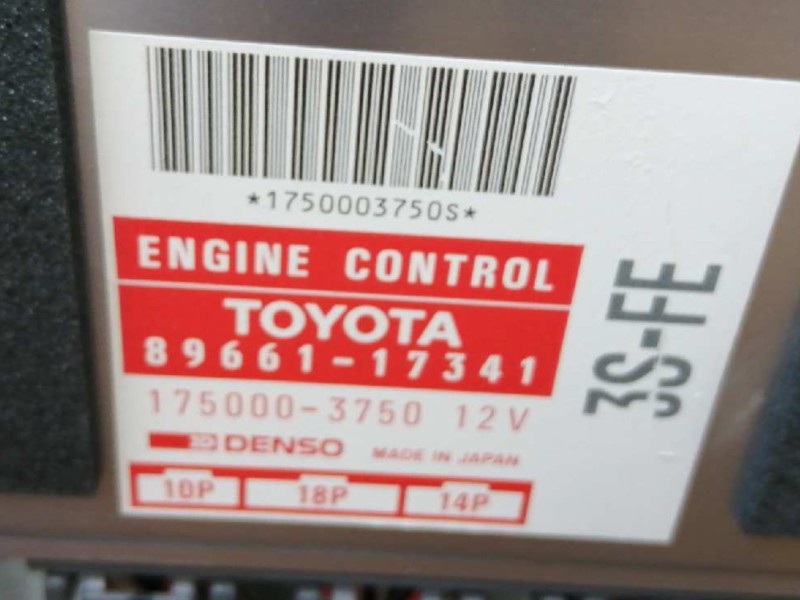 *1750003750S*
ENGINE CONTROL
TOYOTA
89661-17341
175000-3750 12V
DENSO MADE IN JAPAN
10P 18P 14P
3S-FE